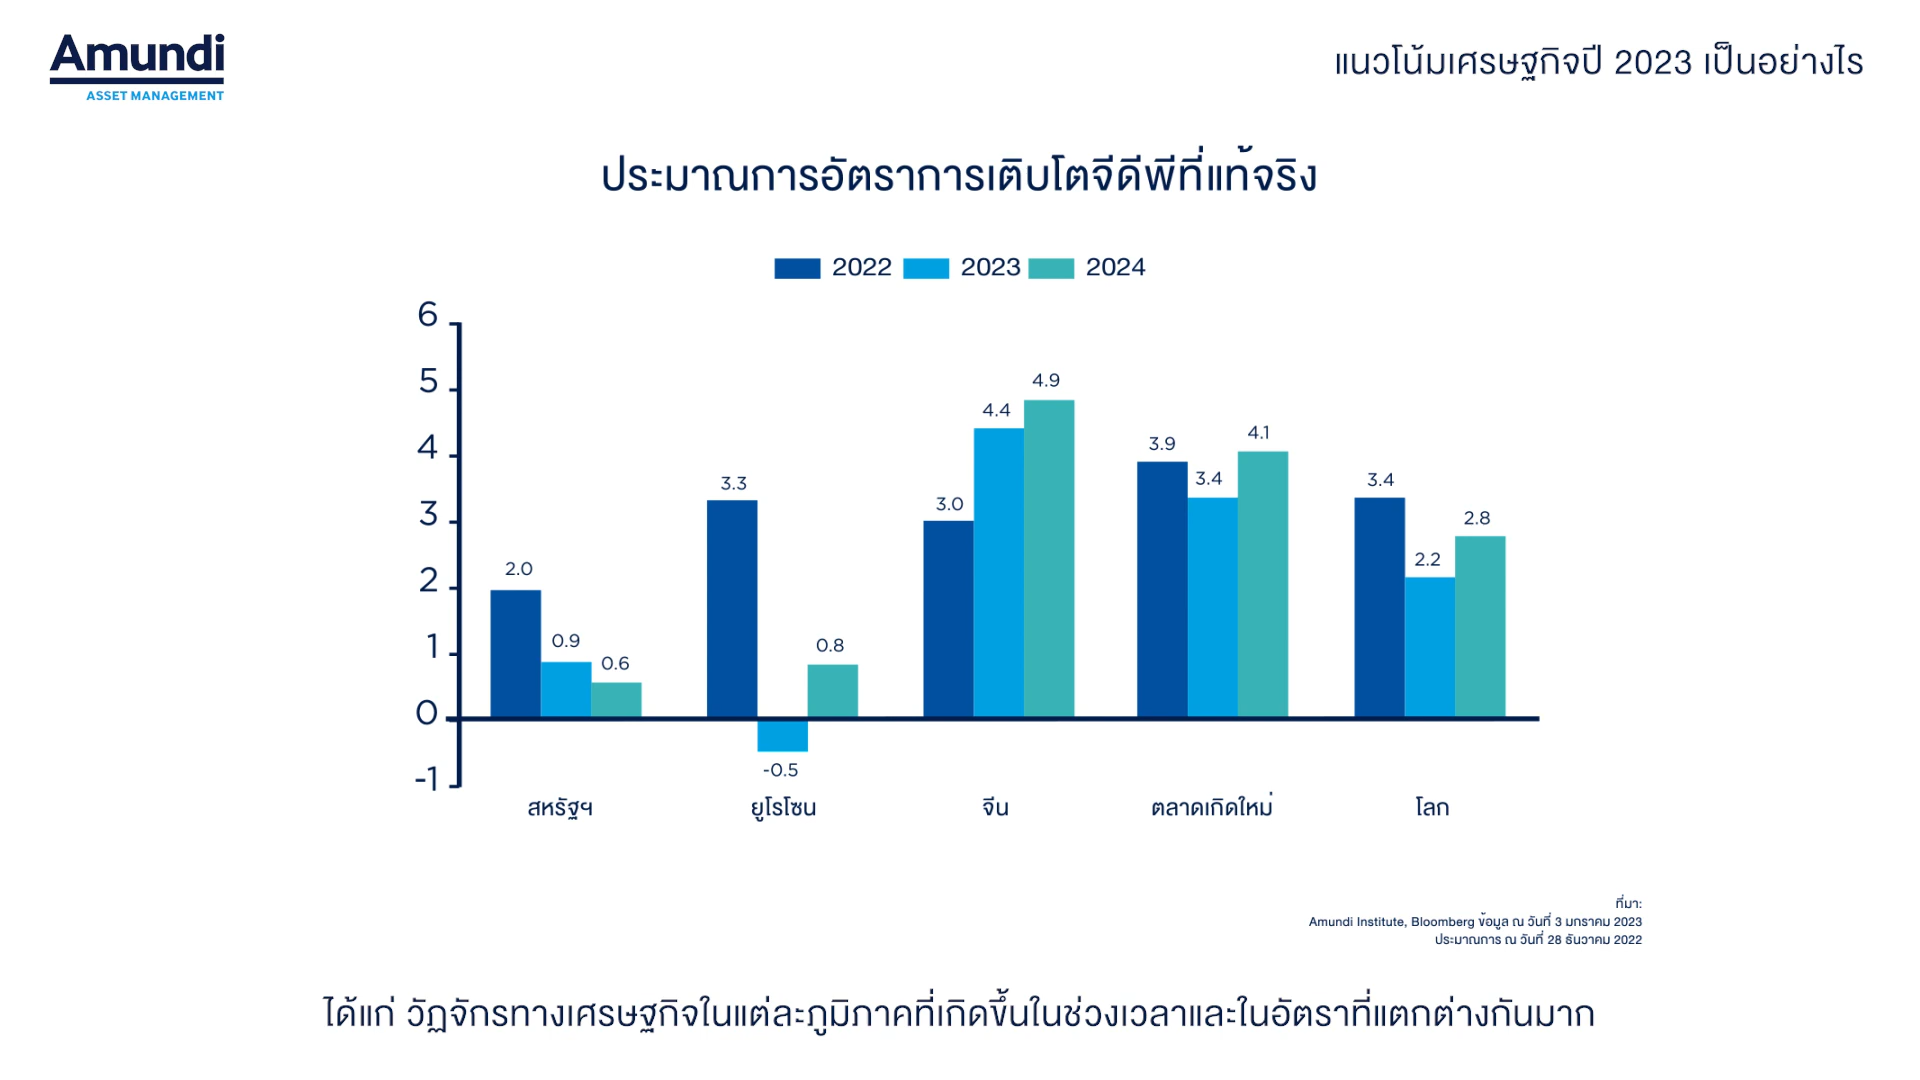 Amundi
ASSET MANAGEMENT
แนวโน้มเศรษฐกิจปี 2023 เป็นอย่างไร
ประมาณการอัตราการเติบโตจีดีพีที่แท้จริง
2022 2023 2024
6
5
4
3
2
1
0
-1
2.0 0.9 0.6
3.3 -0.5 0.8
3.0 4.4 4.9
3.9 3.4 4.1
3.4 2.2 2.8
สหรัฐฯ ยูโรโซน จีน ตลาดเกิดใหม่ โลก
ที่มา:
Amundi Institute, Bloomberg ข้อมูล ณ วันที่ 3 มกราคม 2023
ประมาณการ ณ วันที่ 28 ธันวาคม 2022
ได้แก่ วัฏจักรทางเศรษฐกิจในแต่ละภูมิภาคที่เกิดขึ้นในช่วงเวลาและในอัตราที่แตกต่างกันมาก